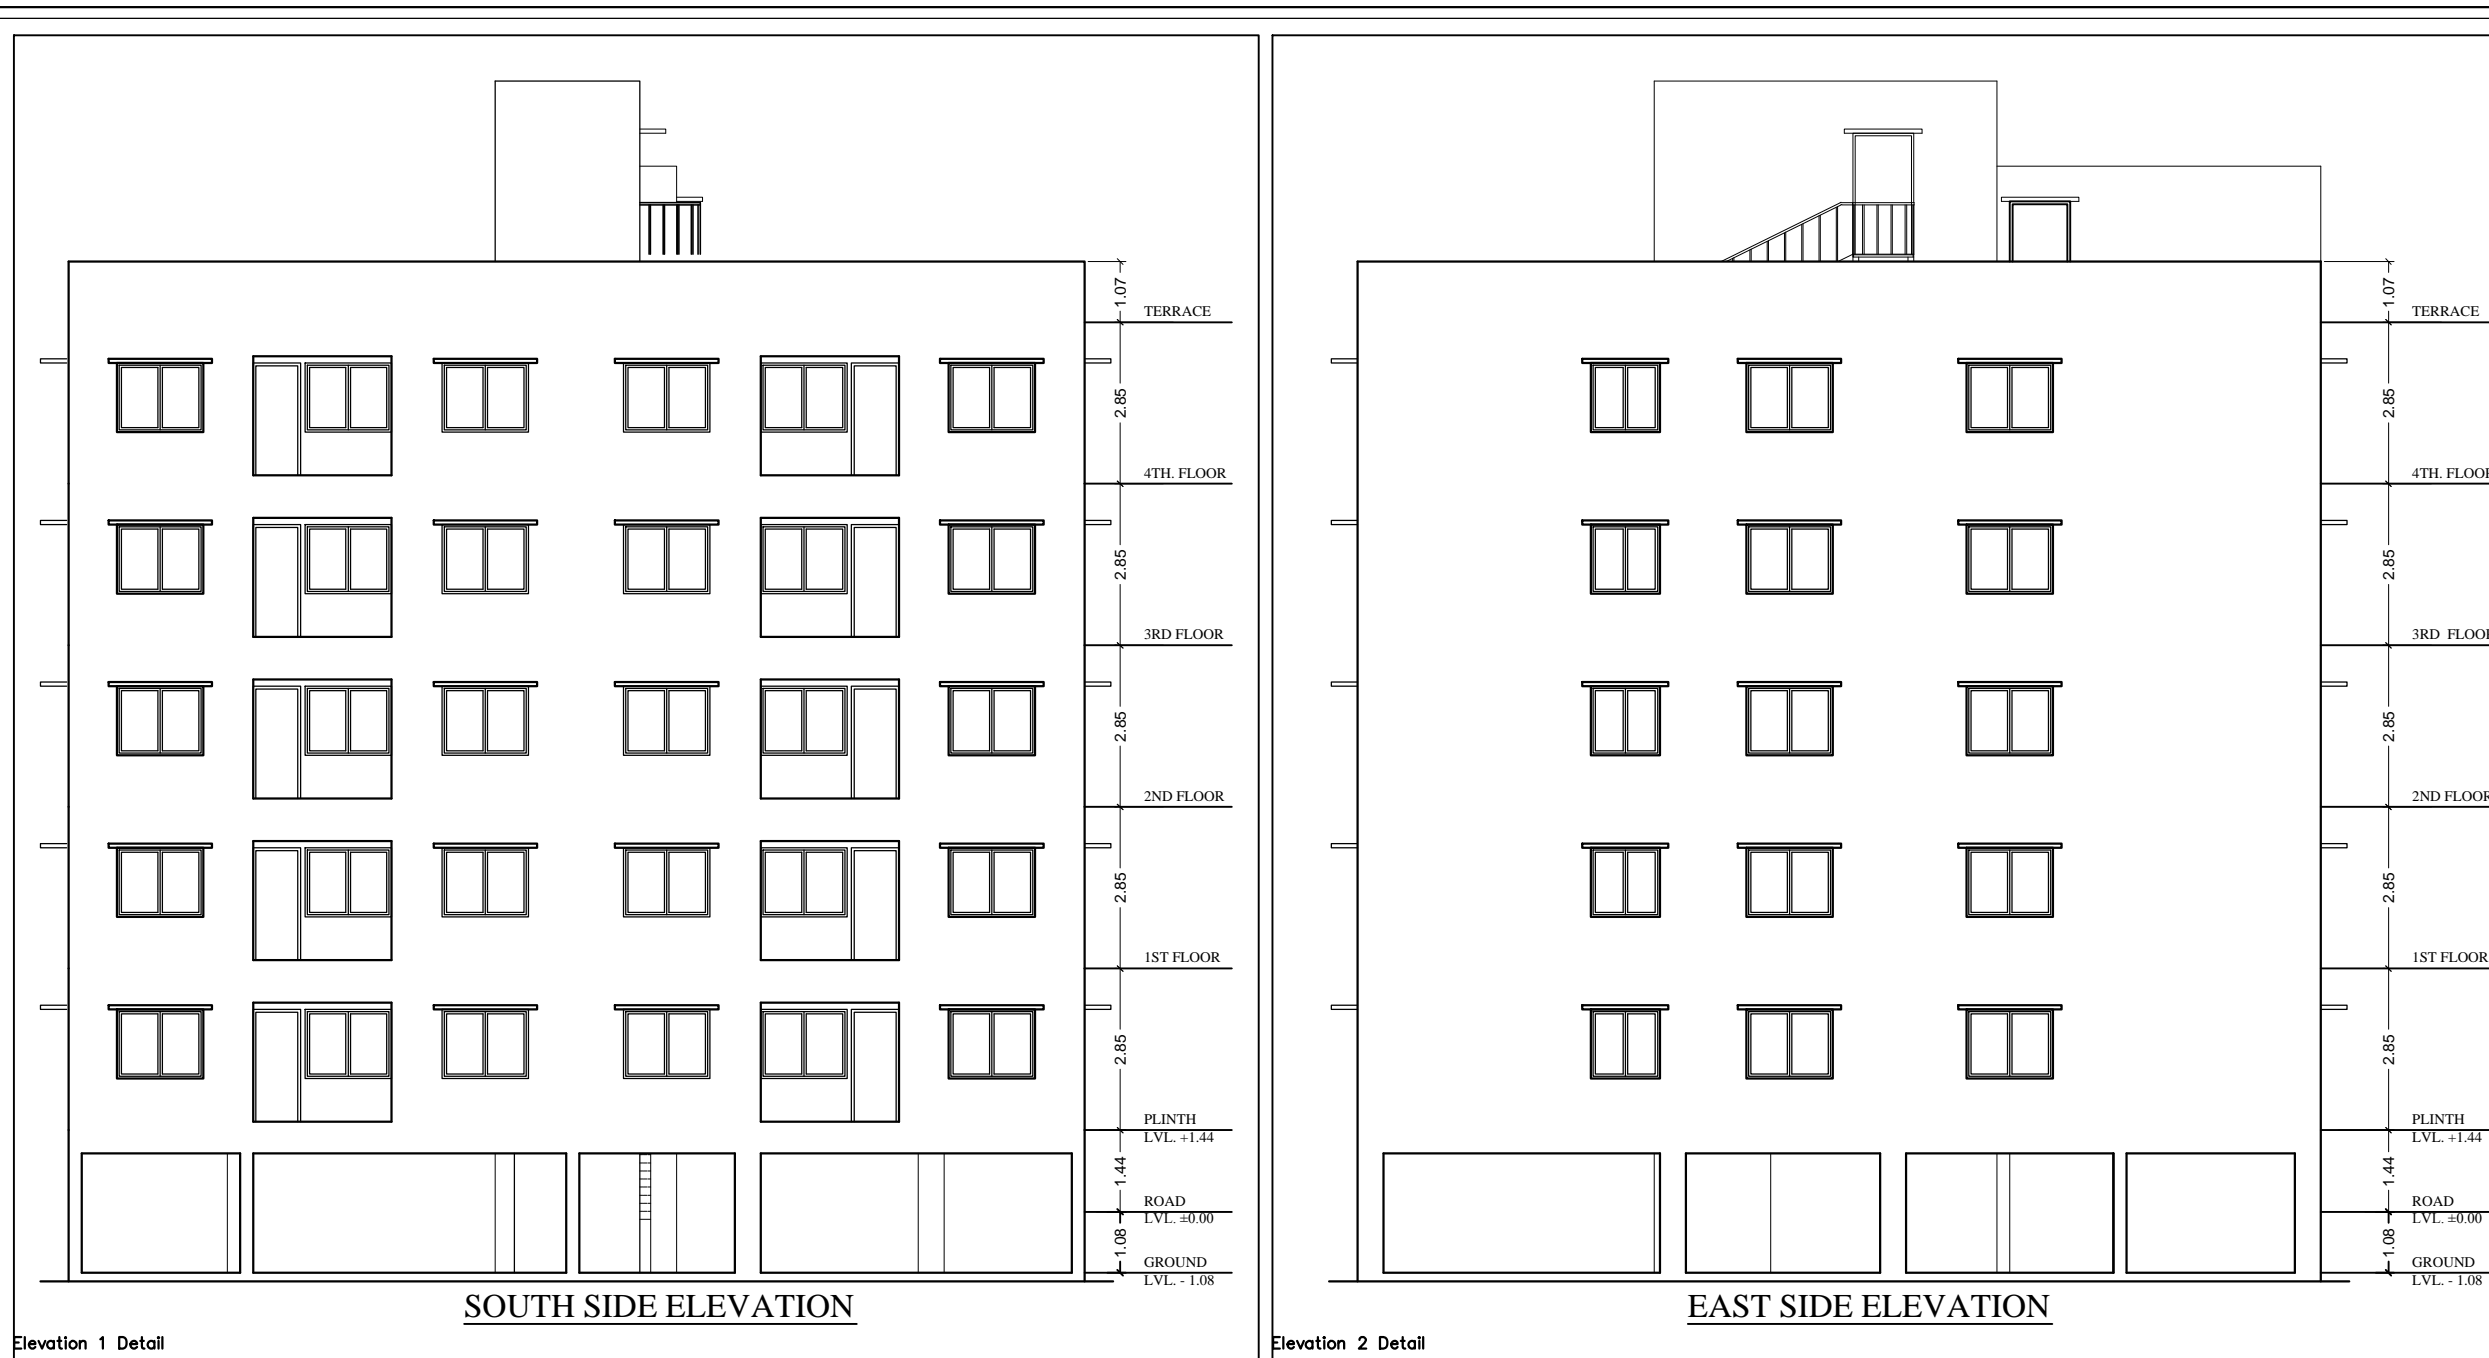 1.07
TERRACE
2.85
4TH. FLOOR
2.85
3RD FLOOR
2.85
2ND FLOOR
2.85
1ST FLOOR
2.85
PLINTH
LVL. +1.44
1.44
ROAD
LVL. ±0.00
1.08
GROUND
LVL. - 1.08
SOUTH SIDE ELEVATION
Elevation 1 Detail
1.07
TERRACE
2.85
4TH. FLOOR
2.85
3RD FLOOR
2.85
2ND FLOOR
2.85
1ST FLOOR
2.85
PLINTH
LVL. +1.44
1.44
ROAD
LVL. ±0.00
1.08
GROUND
LVL. - 1.08
EAST SIDE ELEVATION
Elevation 2 Detail